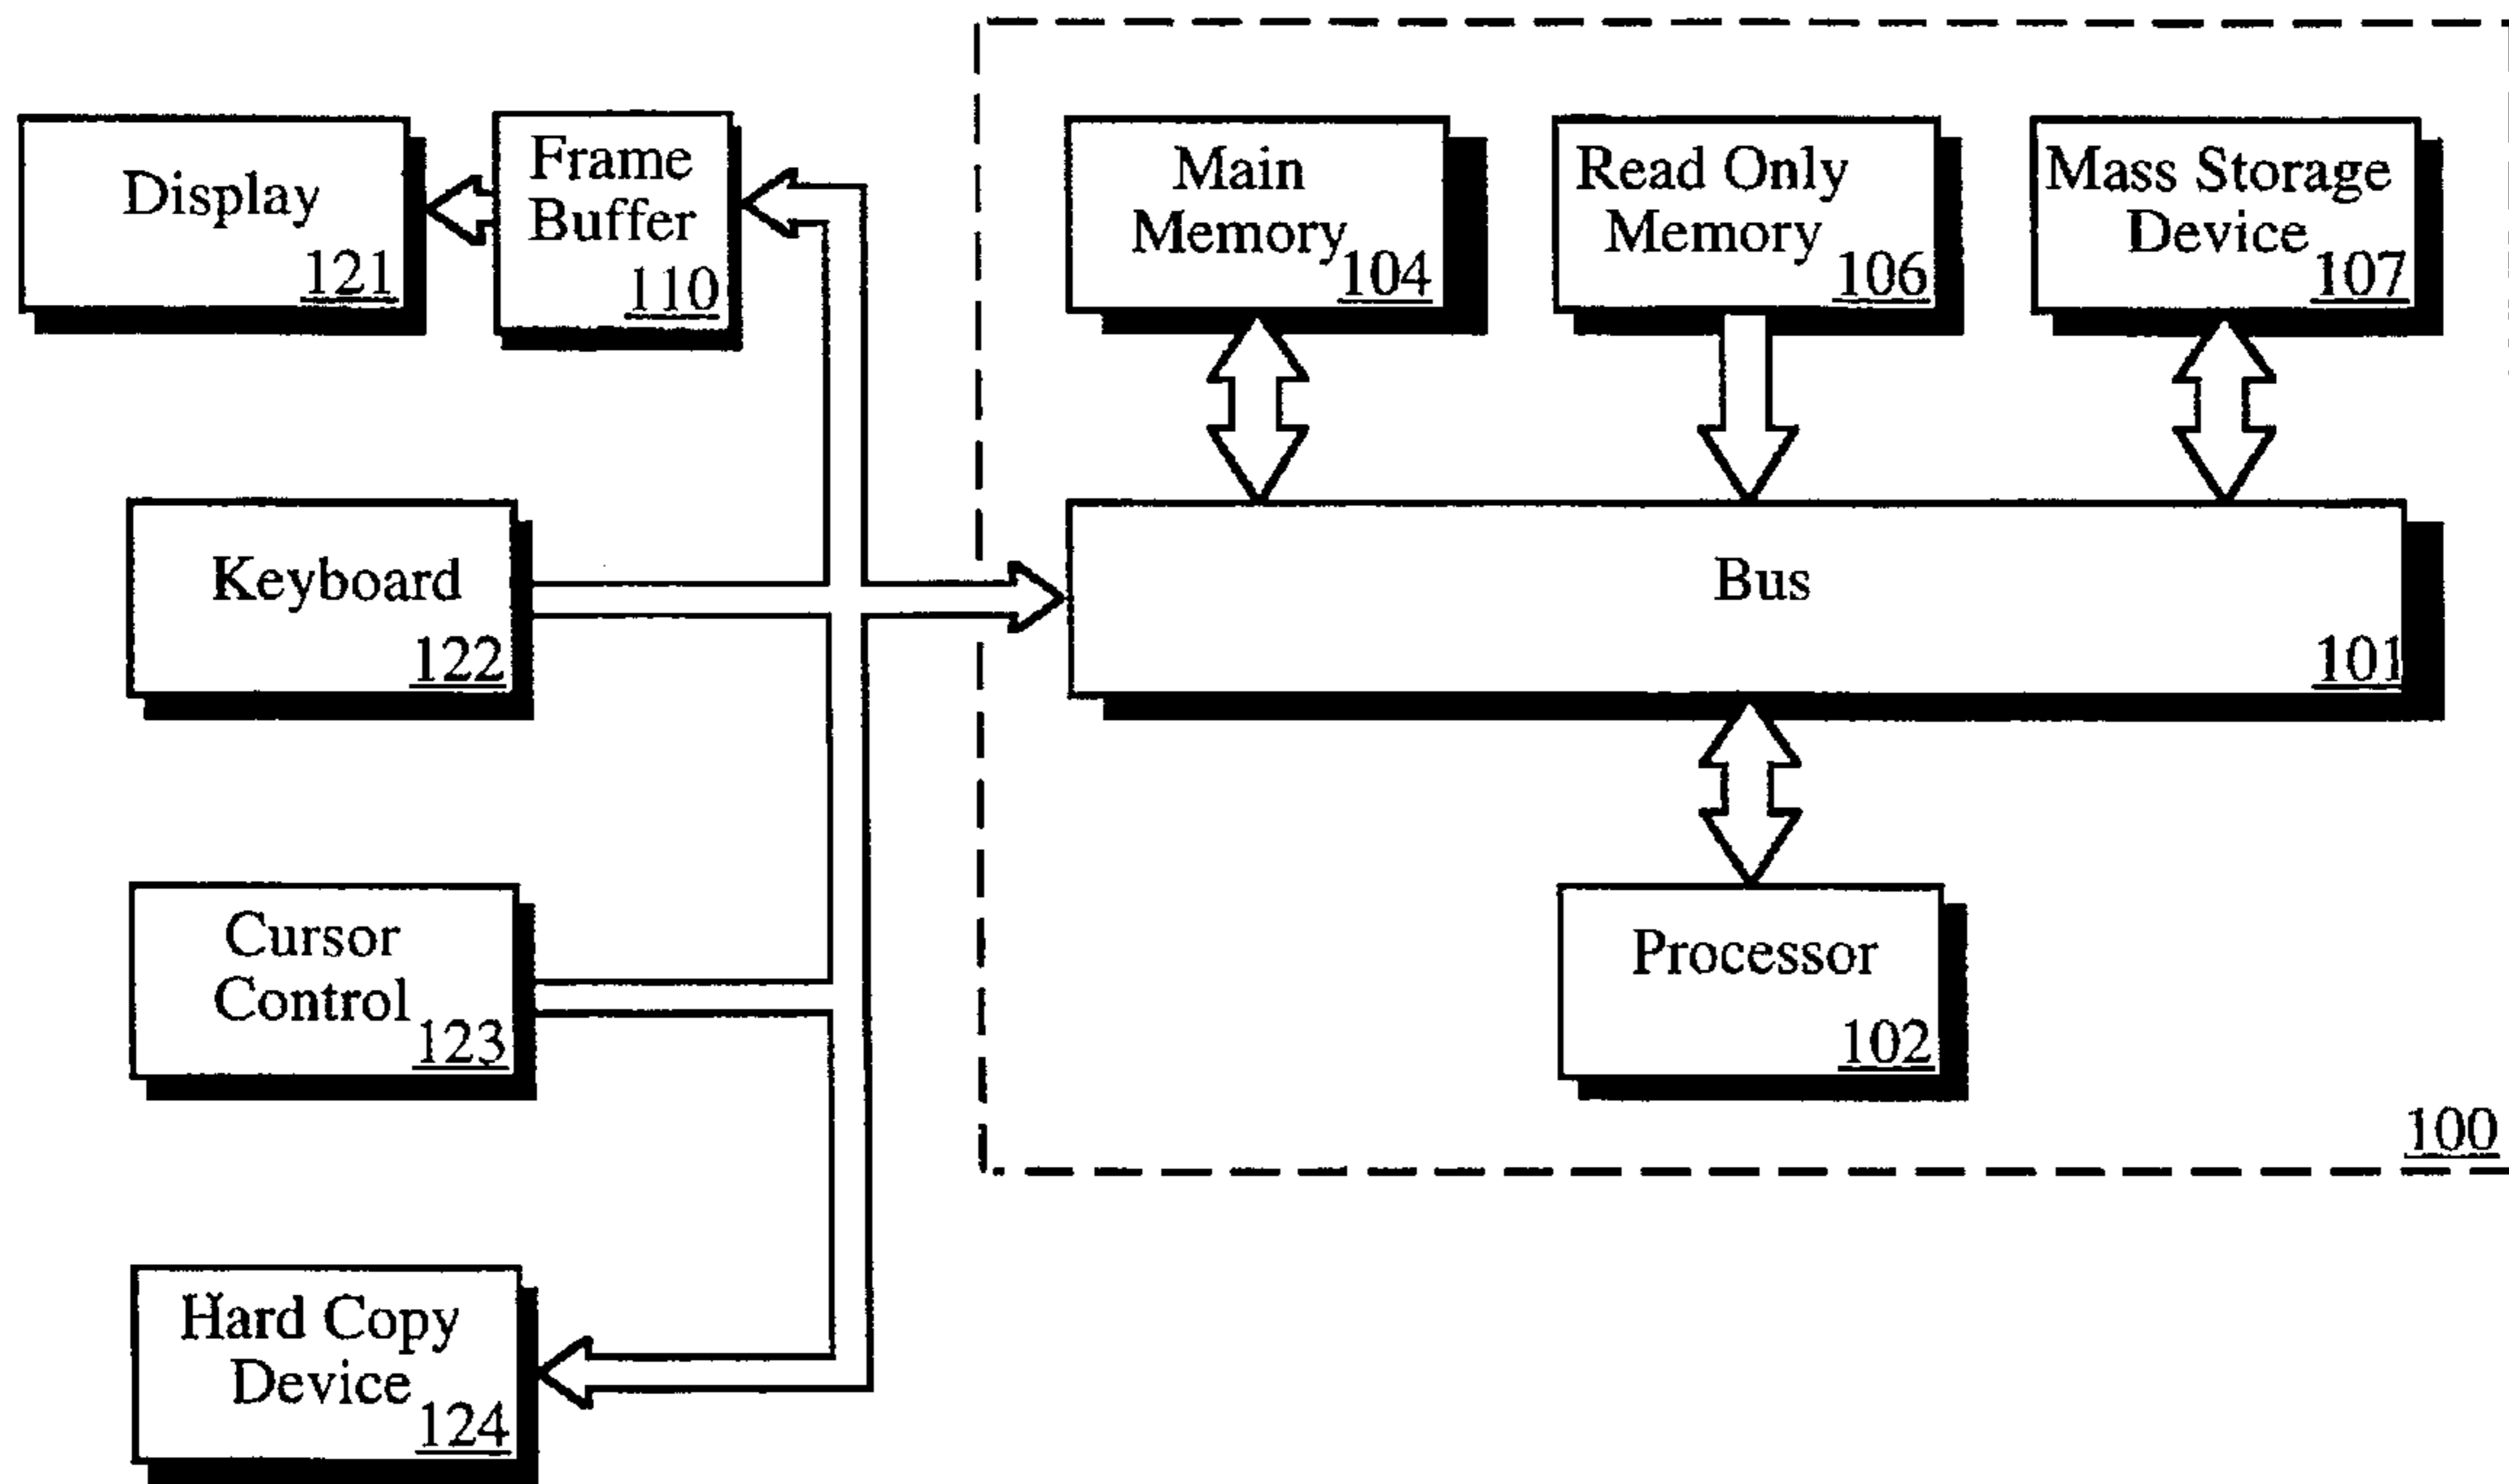 Display
121
Frame
Buffer
110
Main
Memory
104
Read Only
Memory
106
Mass Storage
Device
107
Keyboard
122
Bus
101
Cursor
Control
123
Processor
102
100
Hard Copy
Device
124